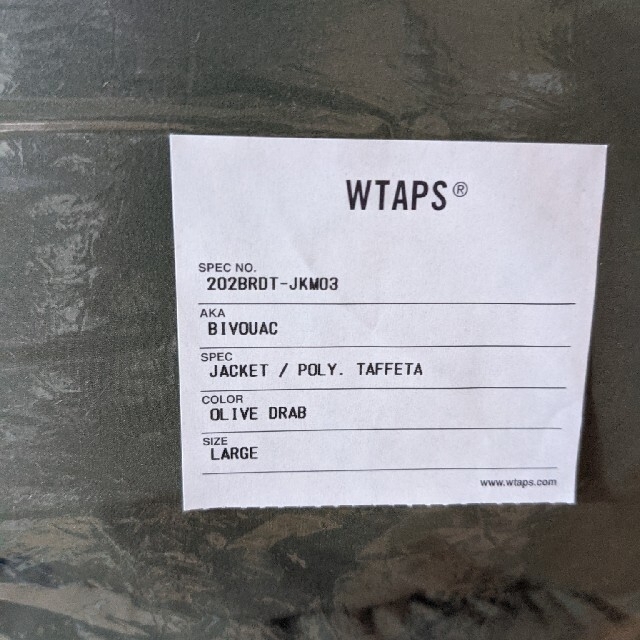 WTAPS®
SPEC NO.
202BRDT-JKM03
AKA
BIVOUAC
SPEC
JACKET / POLY. TAFFETA
COLOR
OLIVE DRAB
SIZE
LARGE
www.wtaps.com